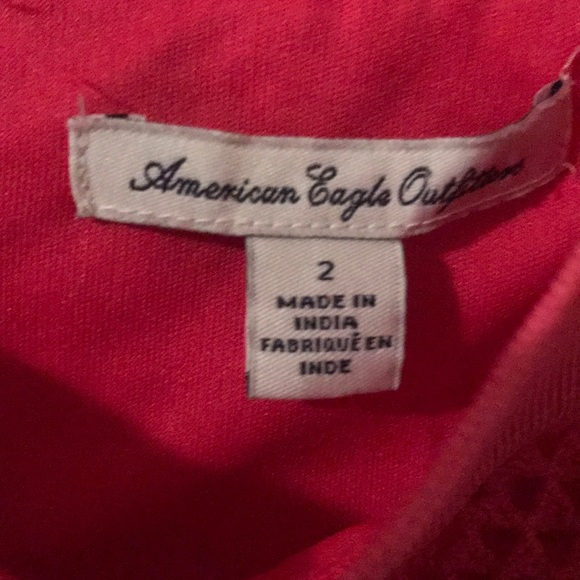 American Eagle Outfitters
2
MADE IN
INDIA
FABRIQUÉ EN
INDE